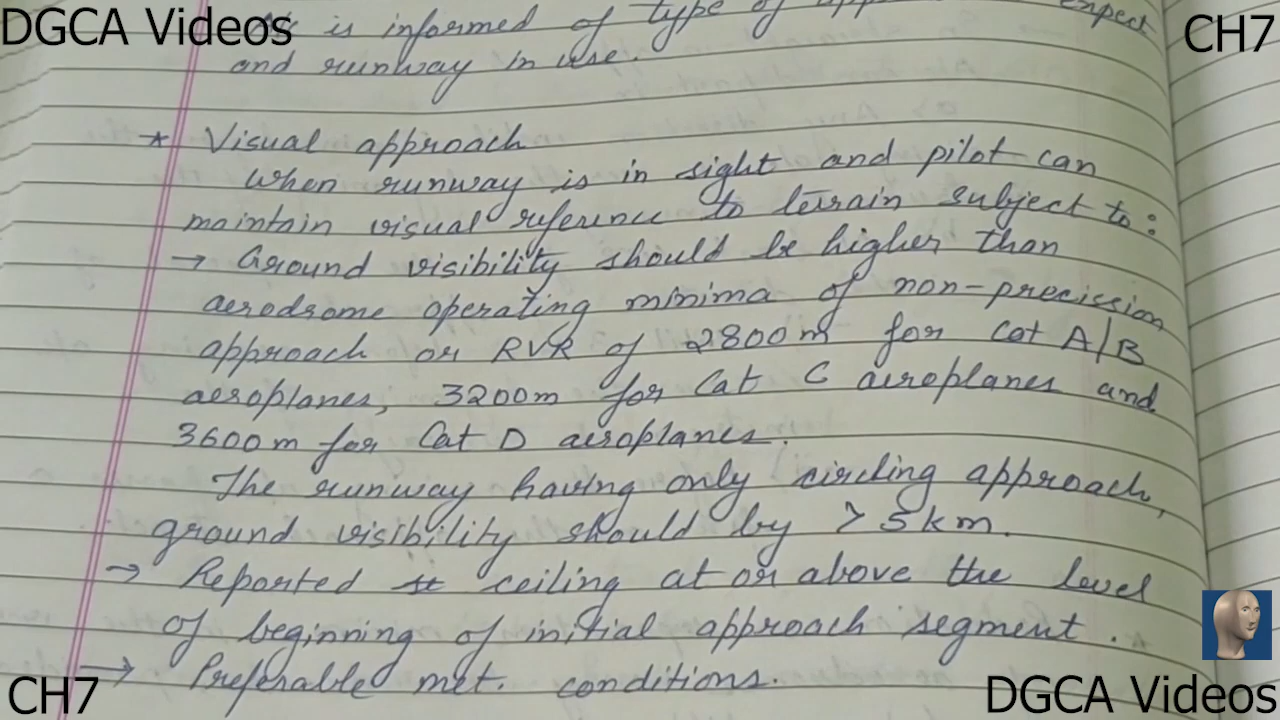 DGCA Videos
CH7
is informed of type of expect
and runway in use.
* Visual approach
When runway is in sight and pilot can
maintain visual reference to terrain subject to:
→ Ground visibility should be higher than
aerodrome operating minima of non-precission
approach or RVR of 2800m for Cat A/B
aeroplanes, 3200m for Cat C aeroplanes and
3600m for Cat D aeroplanes.
The runway having only circling approach,
ground visibility should by > 5km.
→ Reported ceiling at or above the level
of beginning of initial approach segment.
→ Preferable met. conditions.
CH7
DGCA Videos